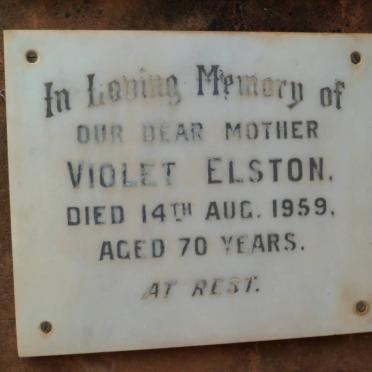 In Loving Memory of
OUR DEAR MOTHER
VIOLET ELSTON.
DIED 14TH AUG. 1959,
AGED 70 YEARS.
AT REST.